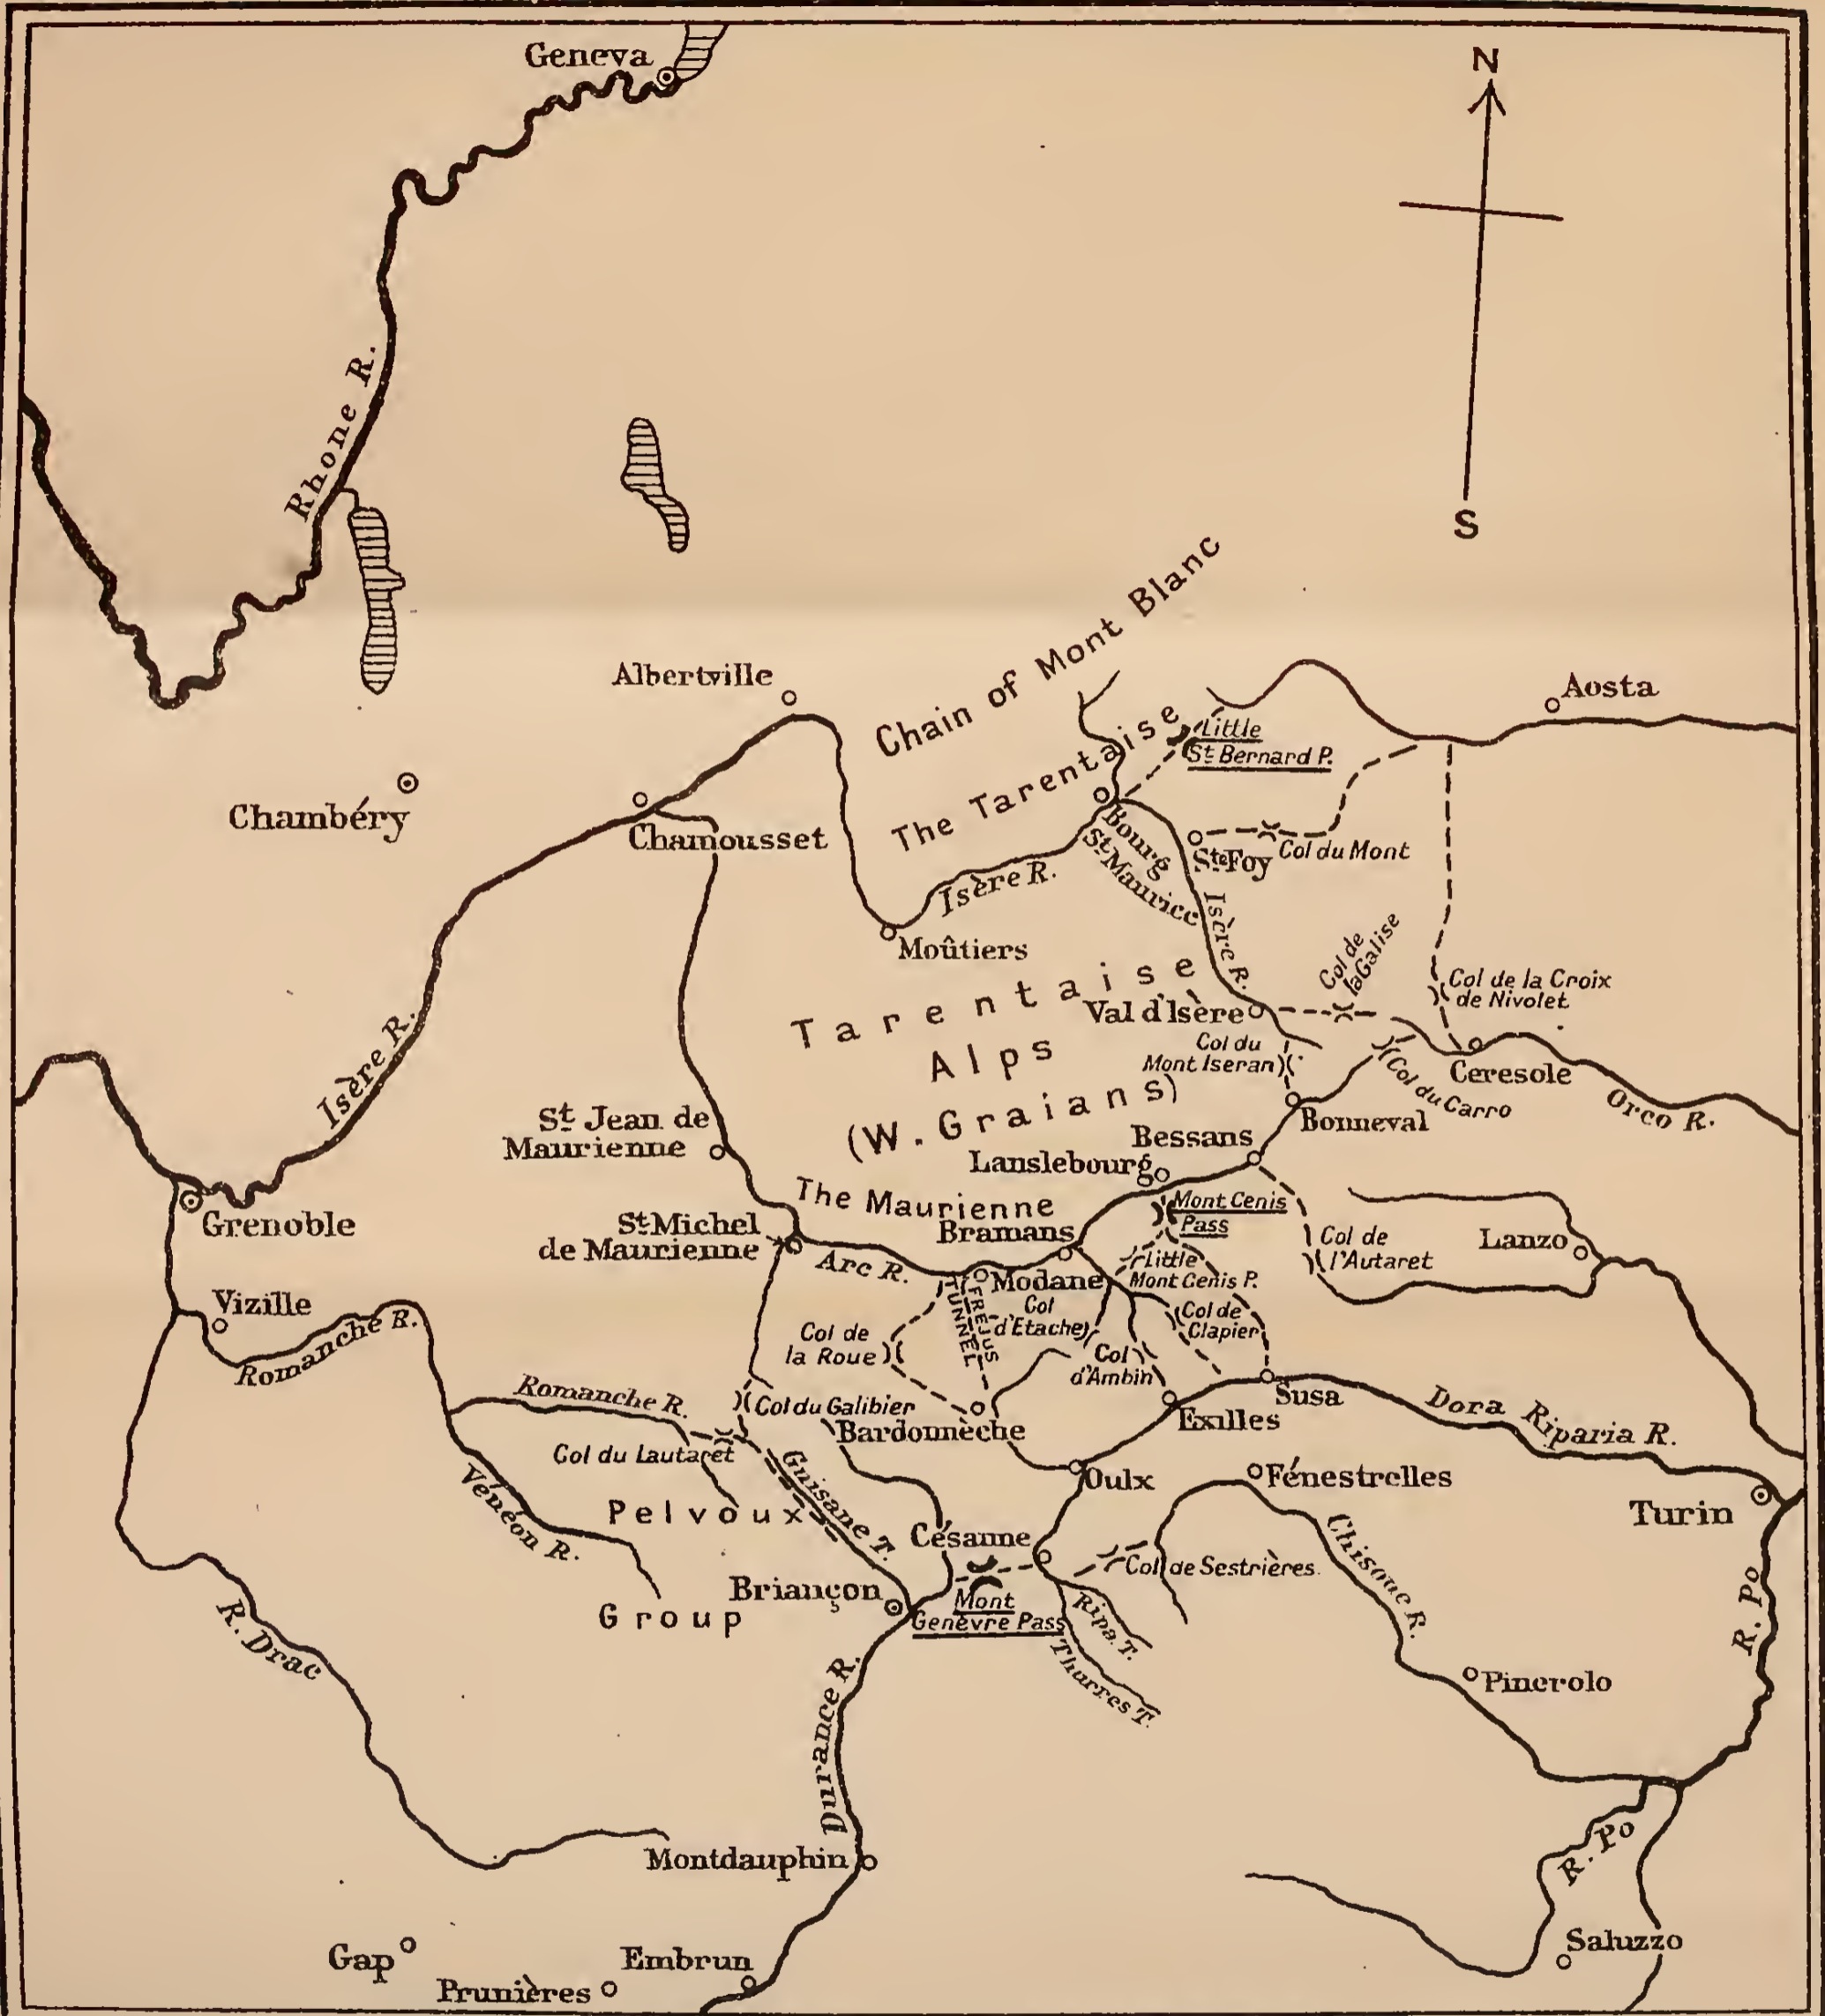 Geneva
N
Rhone R.
S
Chain of Mont Blanc
Albertville
Aosta
The Tarentaise
Little
St Bernard P.
Chambéry
Chamousset
Bourg
St Maurice
Ste Foy
Col du Mont
Isère R.
Moûtiers
Isère R.
Col de
la Galise
Tarentaise
Alps
(W. Graians)
Val d'Isère
Col de la Croix
de Nivolet
Col du
Mont Iseran
Ceresole
Col du Carro
Orco R.
Isère R.
St Jean de
Maurienne
Bonneval
Bessans
Lanslebourg
The Maurienne
Mont Cenis
Pass
Grenoble
St Michel
de Maurienne
Bramans
Arc R.
Modane
Little
Mont Cenis P.
Col de
l'Autaret
Lanzo
Vizille
Romanche R.
FREJUS
TUNNEL
Col
d'Etache
Col de
Clapier
Col de
la Roue
Col
d'Ambin
Romanche R.
Col du Galibier
Bardonnèche
Exilles
Susa
Dora Riparia R.
Col du Lautaret
Guisane T.
Oulx
Fénestrelles
Turin
Vénéon R.
Pelvoux
Group
Césanne
Col de Sestrières
Chisone R.
Briançon
Mont
Genèvre Pass
Ripa. T.
Thurres T.
R. Po
R. Drac
Durance R.
Pinerolo
Montdauphin
R. Po
Gap
Prunières
Embrun
Saluzzo